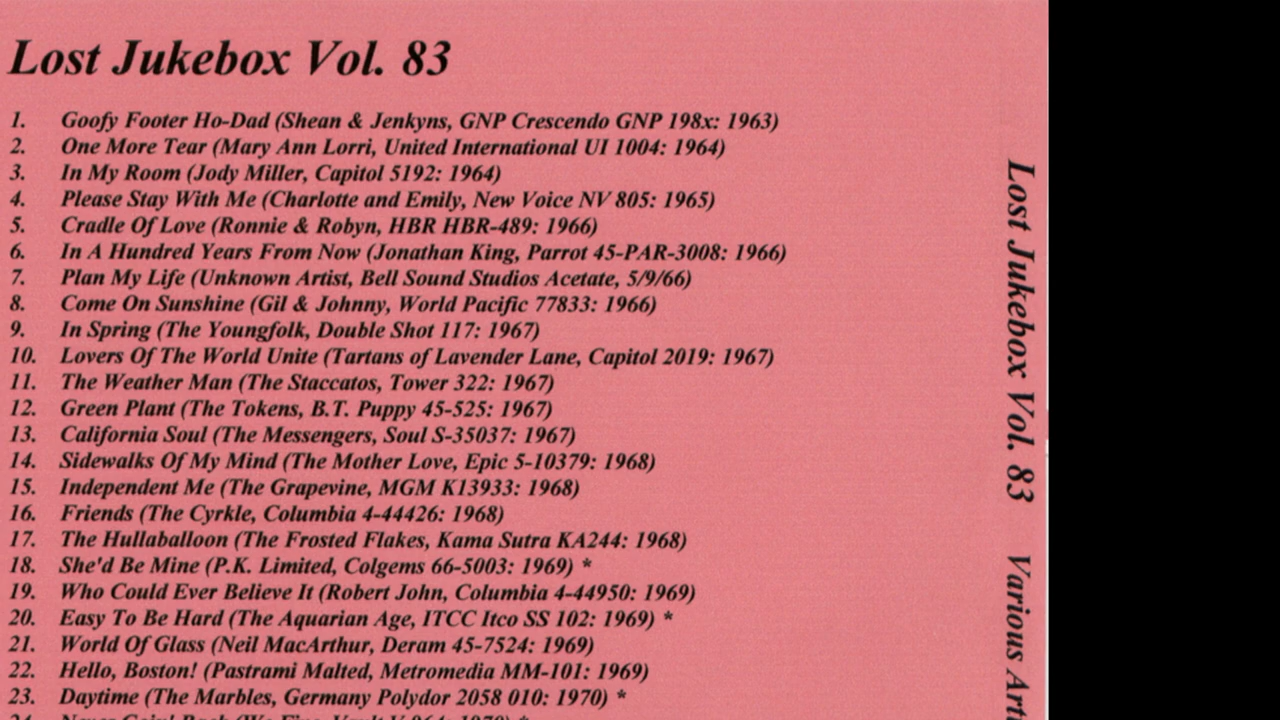 Lost Jukebox Vol. 83
1. Goofy Footer Ho-Dad (Shean & Jenkyns, GNP Crescendo GNP 198x: 1963)
2. One More Tear (Mary Ann Lorri, United International UI 1004: 1964)
3. In My Room (Jody Miller, Capitol 5192: 1964)
4. Please Stay With Me (Charlotte and Emily, New Voice NV 805: 1965)
5. Cradle Of Love (Ronnie & Robyn, HBR HBR-489: 1966)
6. In A Hundred Years From Now (Jonathan King, Parrot 45-PAR-3008: 1966)
7. Plan My Life (Unknown Artist, Bell Sound Studios Acetate, 5/9/66)
8. Come On Sunshine (Gil & Johnny, World Pacific 77833: 1966)
9. In Spring (The Youngfolk, Double Shot 117: 1967)
10. Lovers Of The World Unite (Tartans of Lavender Lane, Capitol 2019: 1967)
11. The Weather Man (The Staccatos, Tower 322: 1967)
12. Green Plant (The Tokens, B.T. Puppy 45-525: 1967)
13. California Soul (The Messengers, Soul S-35037: 1967)
14. Sidewalks Of My Mind (The Mother Love, Epic 5-10379: 1968)
15. Independent Me (The Grapevine, MGM K13933: 1968)
16. Friends (The Cyrkle, Columbia 4-44426: 1968)
17. The Hullaballoon (The Frosted Flakes, Kama Sutra KA244: 1968)
18. She'd Be Mine (P.K. Limited, Colgems 66-5003: 1969) *
19. Who Could Ever Believe It (Robert John, Columbia 4-44950: 1969)
20. Easy To Be Hard (The Aquarian Age, ITCC Itco SS 102: 1969) *
21. World Of Glass (Neil MacArthur, Deram 45-7524: 1969)
22. Hello, Boston! (Pastrami Malted, Metromedia MM-101: 1969)
23. Daytime (The Marbles, Germany Polydor 2058 010: 1970) *
Lost Jukebox Vol. 83 Various